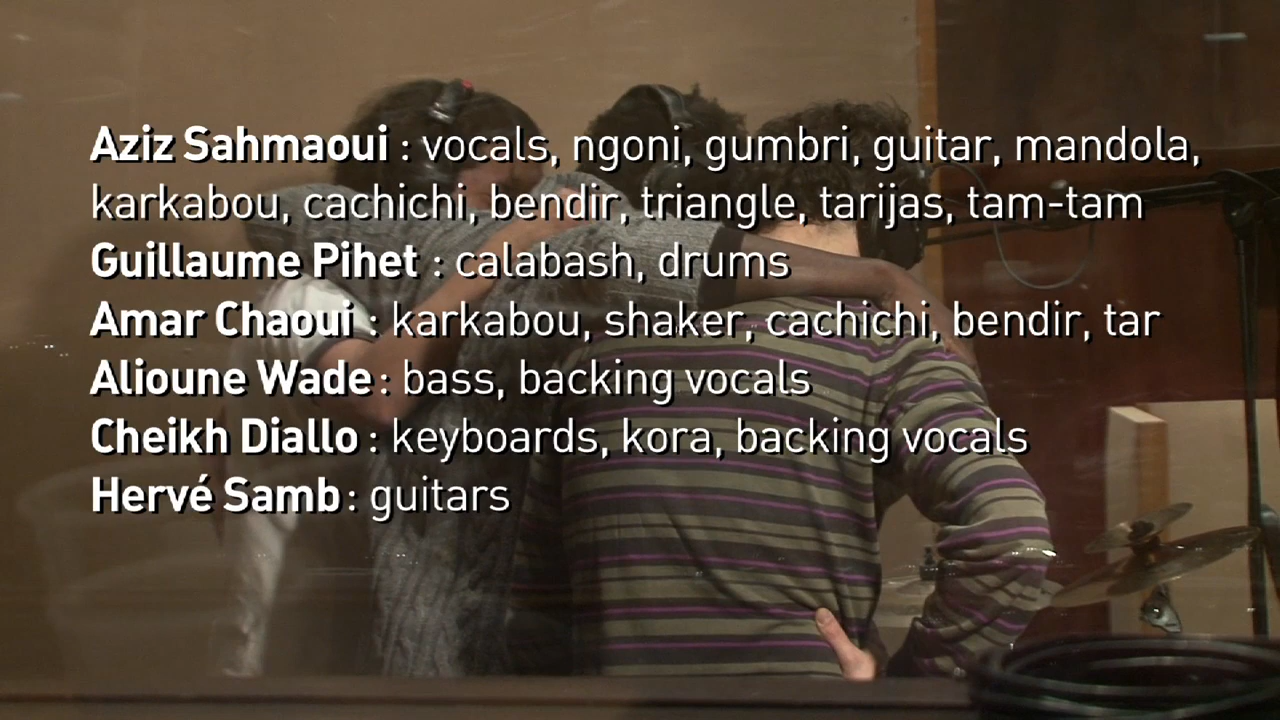 Aziz Sahmaoui : vocals, ngoni, gumbri, guitar, mandola,
karkabou, cachichi, bendir, triangle, tarijas, tam-tam
Guillaume Pihet : calabash, drums
Amar Chaoui : karkabou, shaker, cachichi, bendir, tar
Alioune Wade : bass, backing vocals
Cheikh Diallo : keyboards, kora, backing vocals
Hervé Samb : guitars